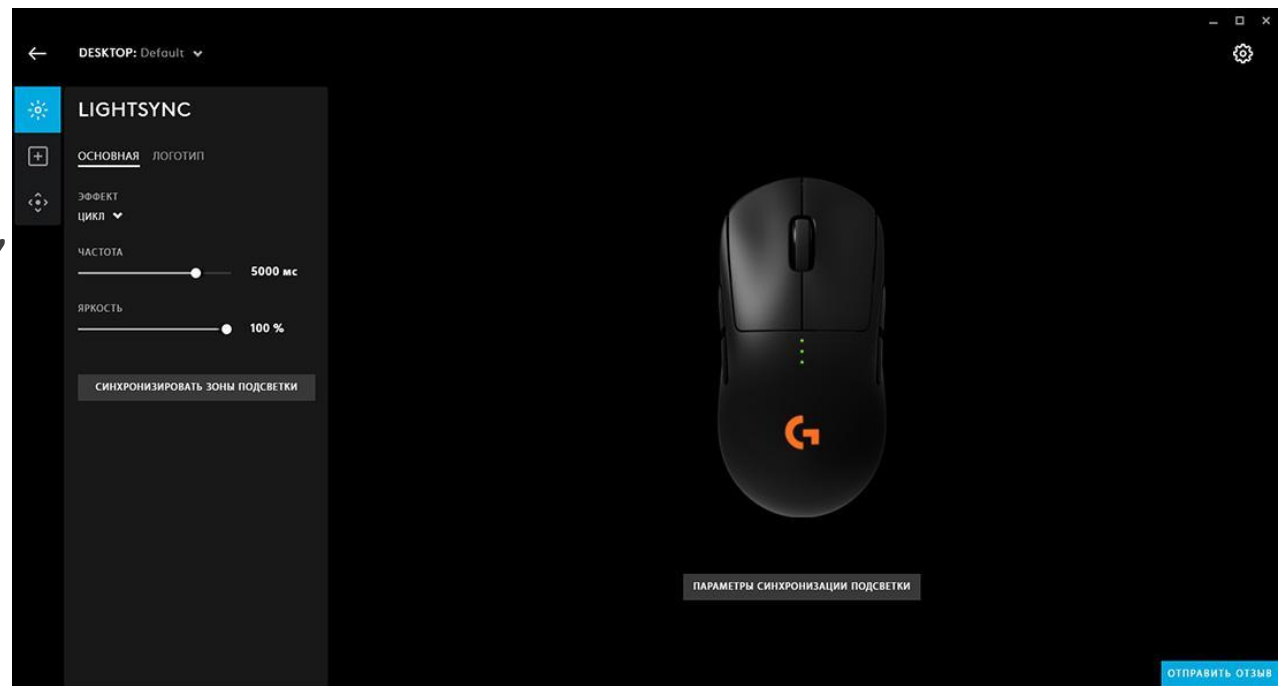 DESKTOP: Default
LIGHTSYNC
ОСНОВНАЯ ЛОГОТИП
ЭФФЕКТ
ЦИКЛ
ЧАСТОТА
5000 мс
ЯРКОСТЬ
100 %
СИНХРОНИЗИРОВАТЬ ЗОНЫ ПОДСВЕТКИ
ПАРАМЕТРЫ СИНХРОНИЗАЦИИ ПОДСВЕТКИ
ОТПРАВИТЬ ОТЗЫВ